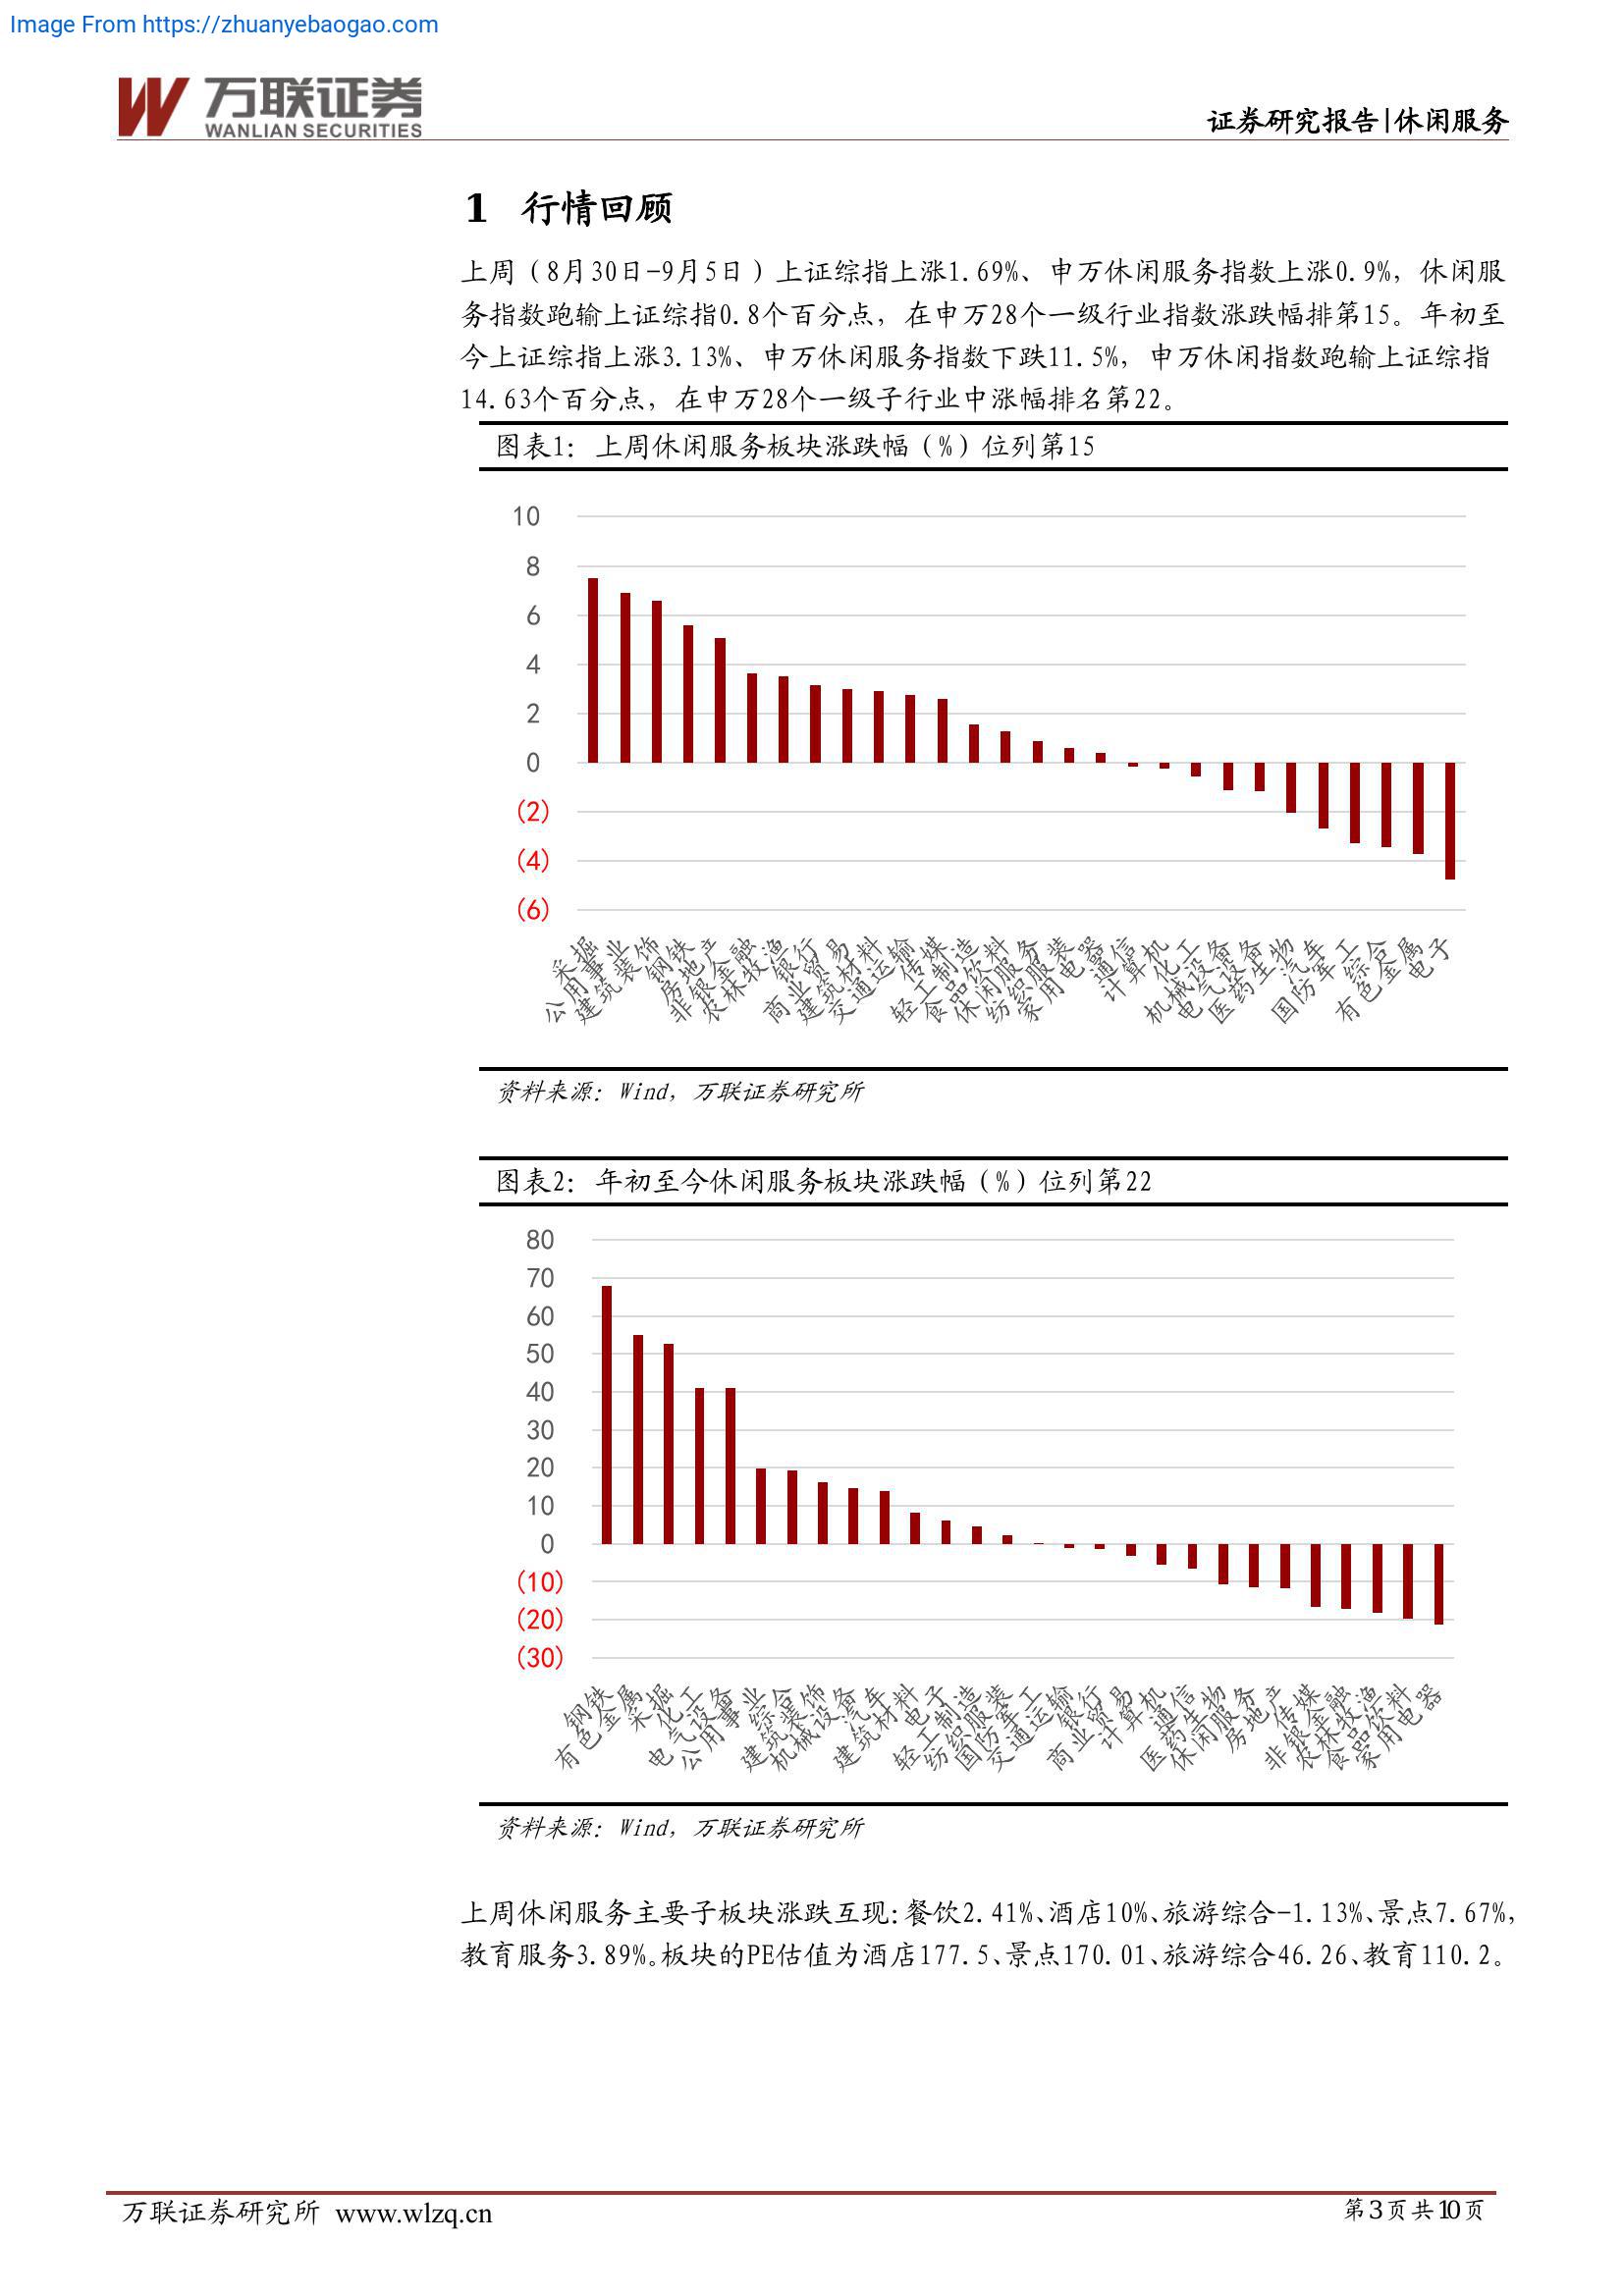 Image From https://zhuanyebaogao.com
万联证券
WANLIAN SECURITIES
证券研究报告|休闲服务
1 行情回顾
上周（8月30日-9月5日）上证综指上涨1.69%、申万休闲服务指数上涨0.9%，休闲服
务指数跑输上证综指0.8个百分点，在申万28个一级行业指数涨跌幅排第15。年初至
今上证综指上涨3.13%、申万休闲服务指数下跌11.5%，申万休闲指数跑输上证综指
14.63个百分点，在申万28个一级子行业中涨幅排名第22。
图表1：上周休闲服务板块涨跌幅（%）位列第15
10
8
6
4
2
0
(2)
(4)
(6)
采掘
公用事业
建筑装饰
钢铁
房地产
非银金融
农林牧渔
银行
商业贸易
建筑材料
交通运输
传媒
轻工制造
食品饮料
休闲服务
纺织服装
家用电器
通信
计算机
化工
机械设备
电气设备
医药生物
汽车
国防军工
综合
有色金属
电子
资料来源：Wind，万联证券研究所
图表2：年初至今休闲服务板块涨跌幅（%）位列第22
80
70
60
50
40
30
20
10
0
(10)
(20)
(30)
钢铁
有色金属
采掘
化工
电气设备
公用事业
综合
建筑装饰
机械设备
汽车
建筑材料
电子
轻工制造
纺织服装
国防军工
交通运输
银行
商业贸易
计算机
通信
医药生物
休闲服务
房地产
传媒
非银金融
农林牧渔
食品饮料
家用电器
资料来源：Wind，万联证券研究所
上周休闲服务主要子板块涨跌互现：餐饮2.41%、酒店10%、旅游综合-1.13%、景点7.67%，
教育服务3.89%。板块的PE估值为酒店177.5、景点170.01、旅游综合46.26、教育110.2。
万联证券研究所 www.wlzq.cn
第3页共10页